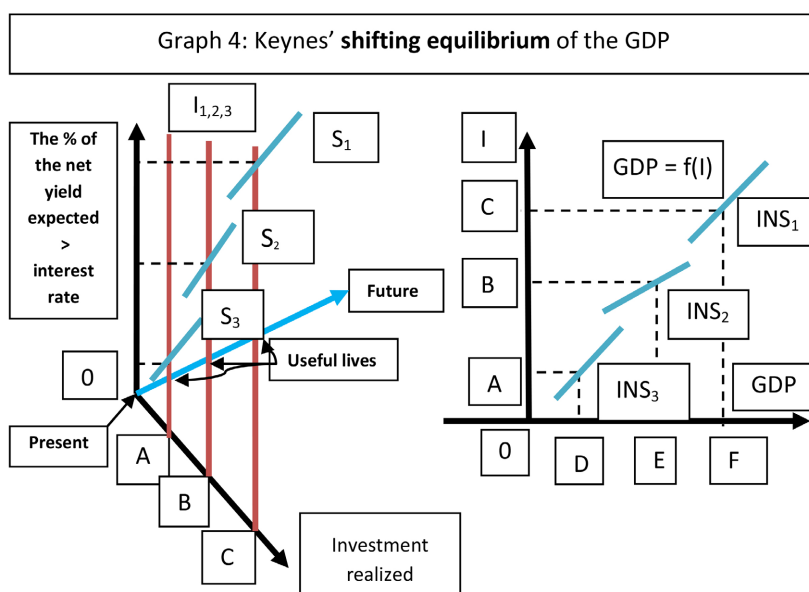 Graph 4: Keynes’ shifting equilibrium of the GDP
The % of
the net
yield
expected
>
interest
rate
I1,2,3
S1
S2
S3
Future
Useful lives
0
Present
A
B
C
Investment
realized
I
GDP = f(I)
C
INS1
B
INS2
A
INS3
GDP
0
D
E
F